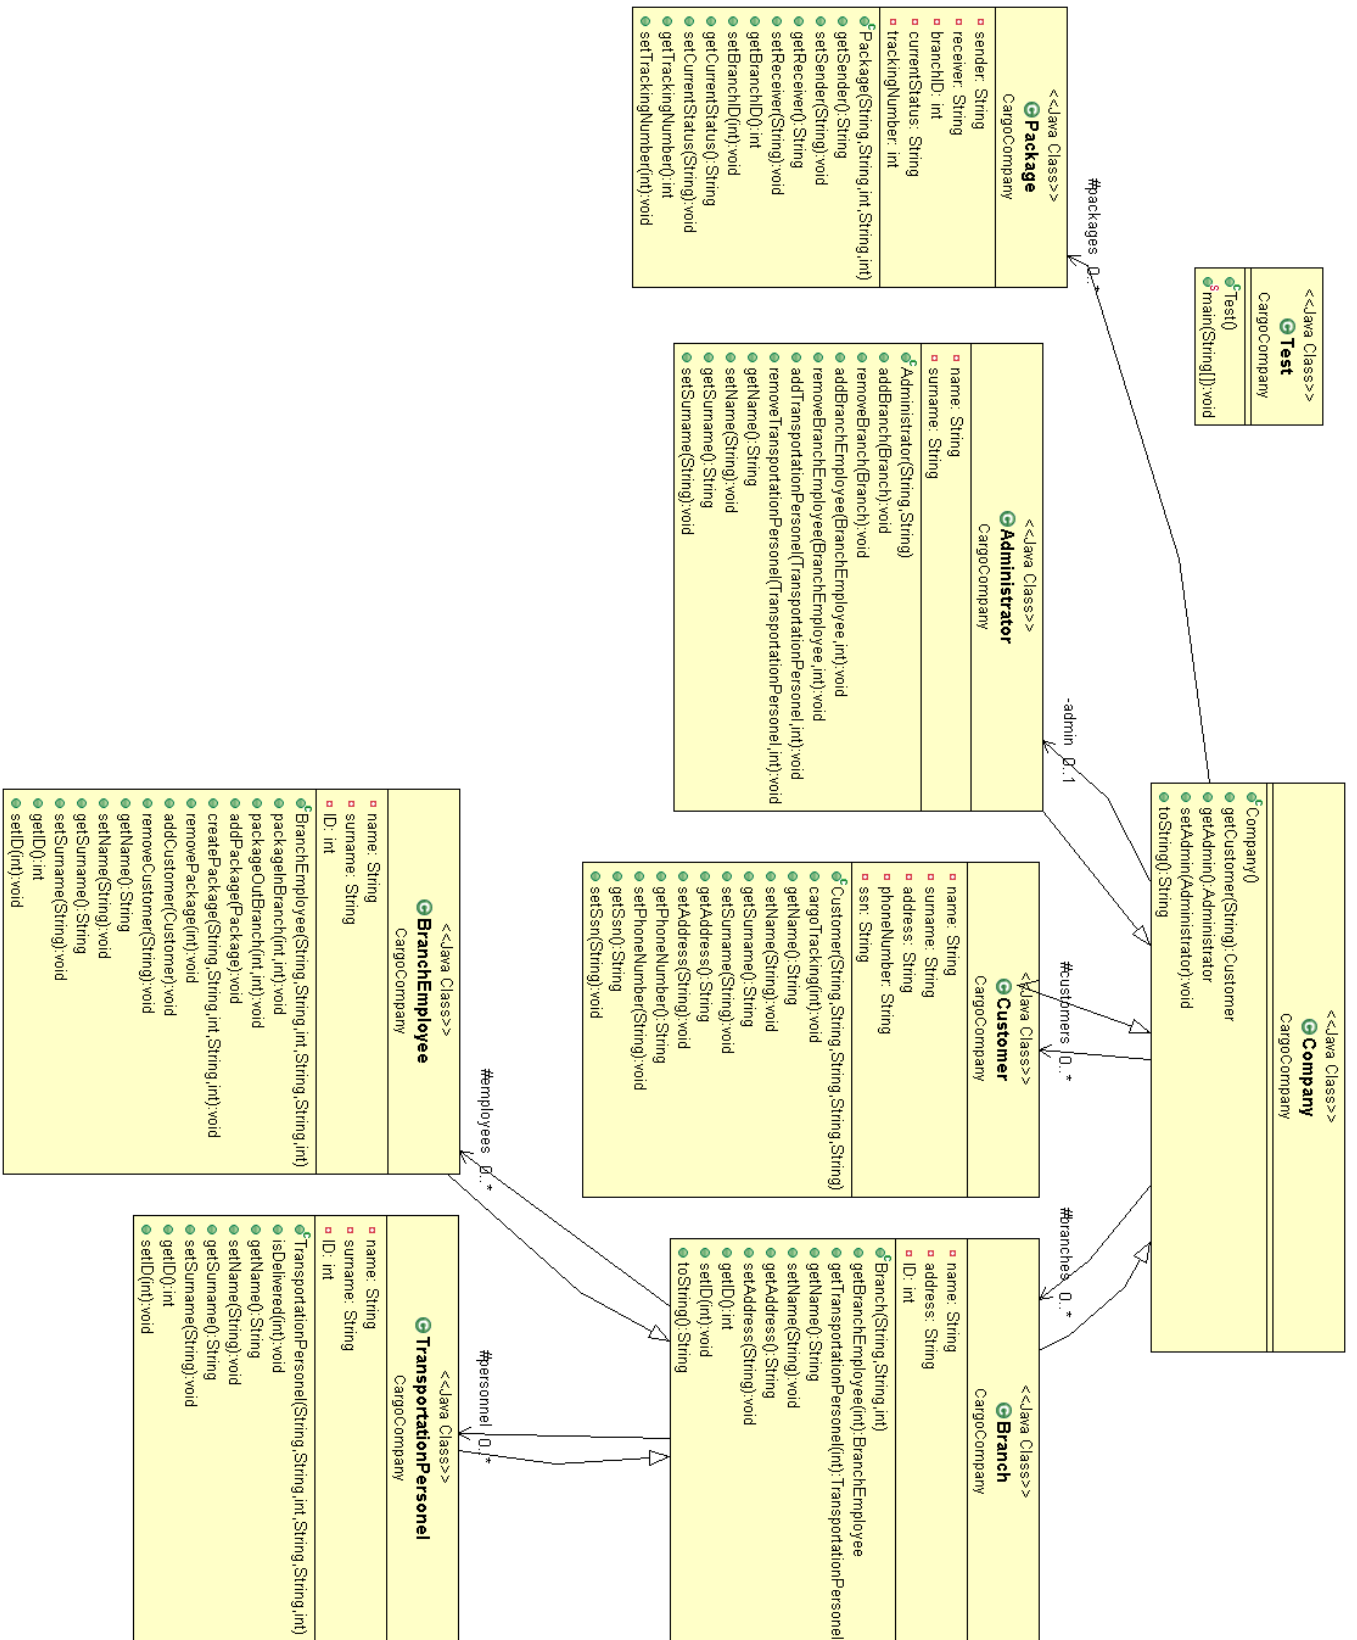 <<Java Class>>
Test
CargoCompany
Test()
main(String[]):void
<<Java Class>>
Company
CargoCompany
Company()
getCustomer(String):Customer
getAdmin():Administrator
setAdmin(Administrator):void
toString():String
#packages 0..*
-admin 0..1
#customers 0..*
#branches 0..*
<<Java Class>>
Package
CargoCompany
sender: String
receiver: String
branchID: int
currentStatus: String
trackingNumber: int
Package(String,String,int,String,int)
getSender():String
setSender(String):void
getReceiver():String
setReceiver(String):void
getBranchID():int
setBranchID(int):void
getCurrentStatus():String
setCurrentStatus(String):void
getTrackingNumber():int
setTrackingNumber(int):void
<<Java Class>>
Administrator
CargoCompany
name: String
surname: String
Administrator(String,String)
addBranch(Branch):void
removeBranch(Branch):void
addBranchEmployee(BranchEmployee,int):void
removeBranchEmployee(BranchEmployee,int):void
addTransportationPersonel(TransportationPersonel,int):void
removeTransportationPersonel(TransportationPersonel,int):void
getName():String
setName(String):void
getSurname():String
setSurname(String):void
<<Java Class>>
Customer
CargoCompany
name: String
surname: String
address: String
phoneNumber: String
ssn: String
Customer(String,String,String,String,String)
cargoTracking(int):void
getName():String
setName(String):void
getSurname():String
setSurname(String):void
getAddress():String
setAddress(String):void
getPhoneNumber():String
setPhoneNumber(String):void
getSsn():String
setSsn(String):void
<<Java Class>>
Branch
CargoCompany
name: String
address: String
ID: int
Branch(String,String,int)
getBranchEmployee(int):BranchEmployee
getTransportationPersonel(int):TransportationPersonel
getName():String
setName(String):void
getAddress():String
setAddress(String):void
getID():int
setID(int):void
toString():String
#employees 0..*
#personnel 0..*
<<Java Class>>
BranchEmployee
CargoCompany
name: String
surname: String
ID: int
BranchEmployee(String,String,int,String,String,int)
packageInBranch(int,int):void
packageOutBranch(int,int):void
addPackage(Package):void
createPackage(String,String,int,String,int):void
removePackage(int):void
addCustomer(Customer):void
removeCustomer(String):void
getName():String
setName(String):void
getSurname():String
setSurname(String):void
getID():int
setID(int):void
<<Java Class>>
TransportationPersonel
CargoCompany
name: String
surname: String
ID: int
TransportationPersonel(String,String,int,String,String,int)
isDelivered(int):void
getName():String
setName(String):void
getSurname():String
setSurname(String):void
getID():int
setID(int):void